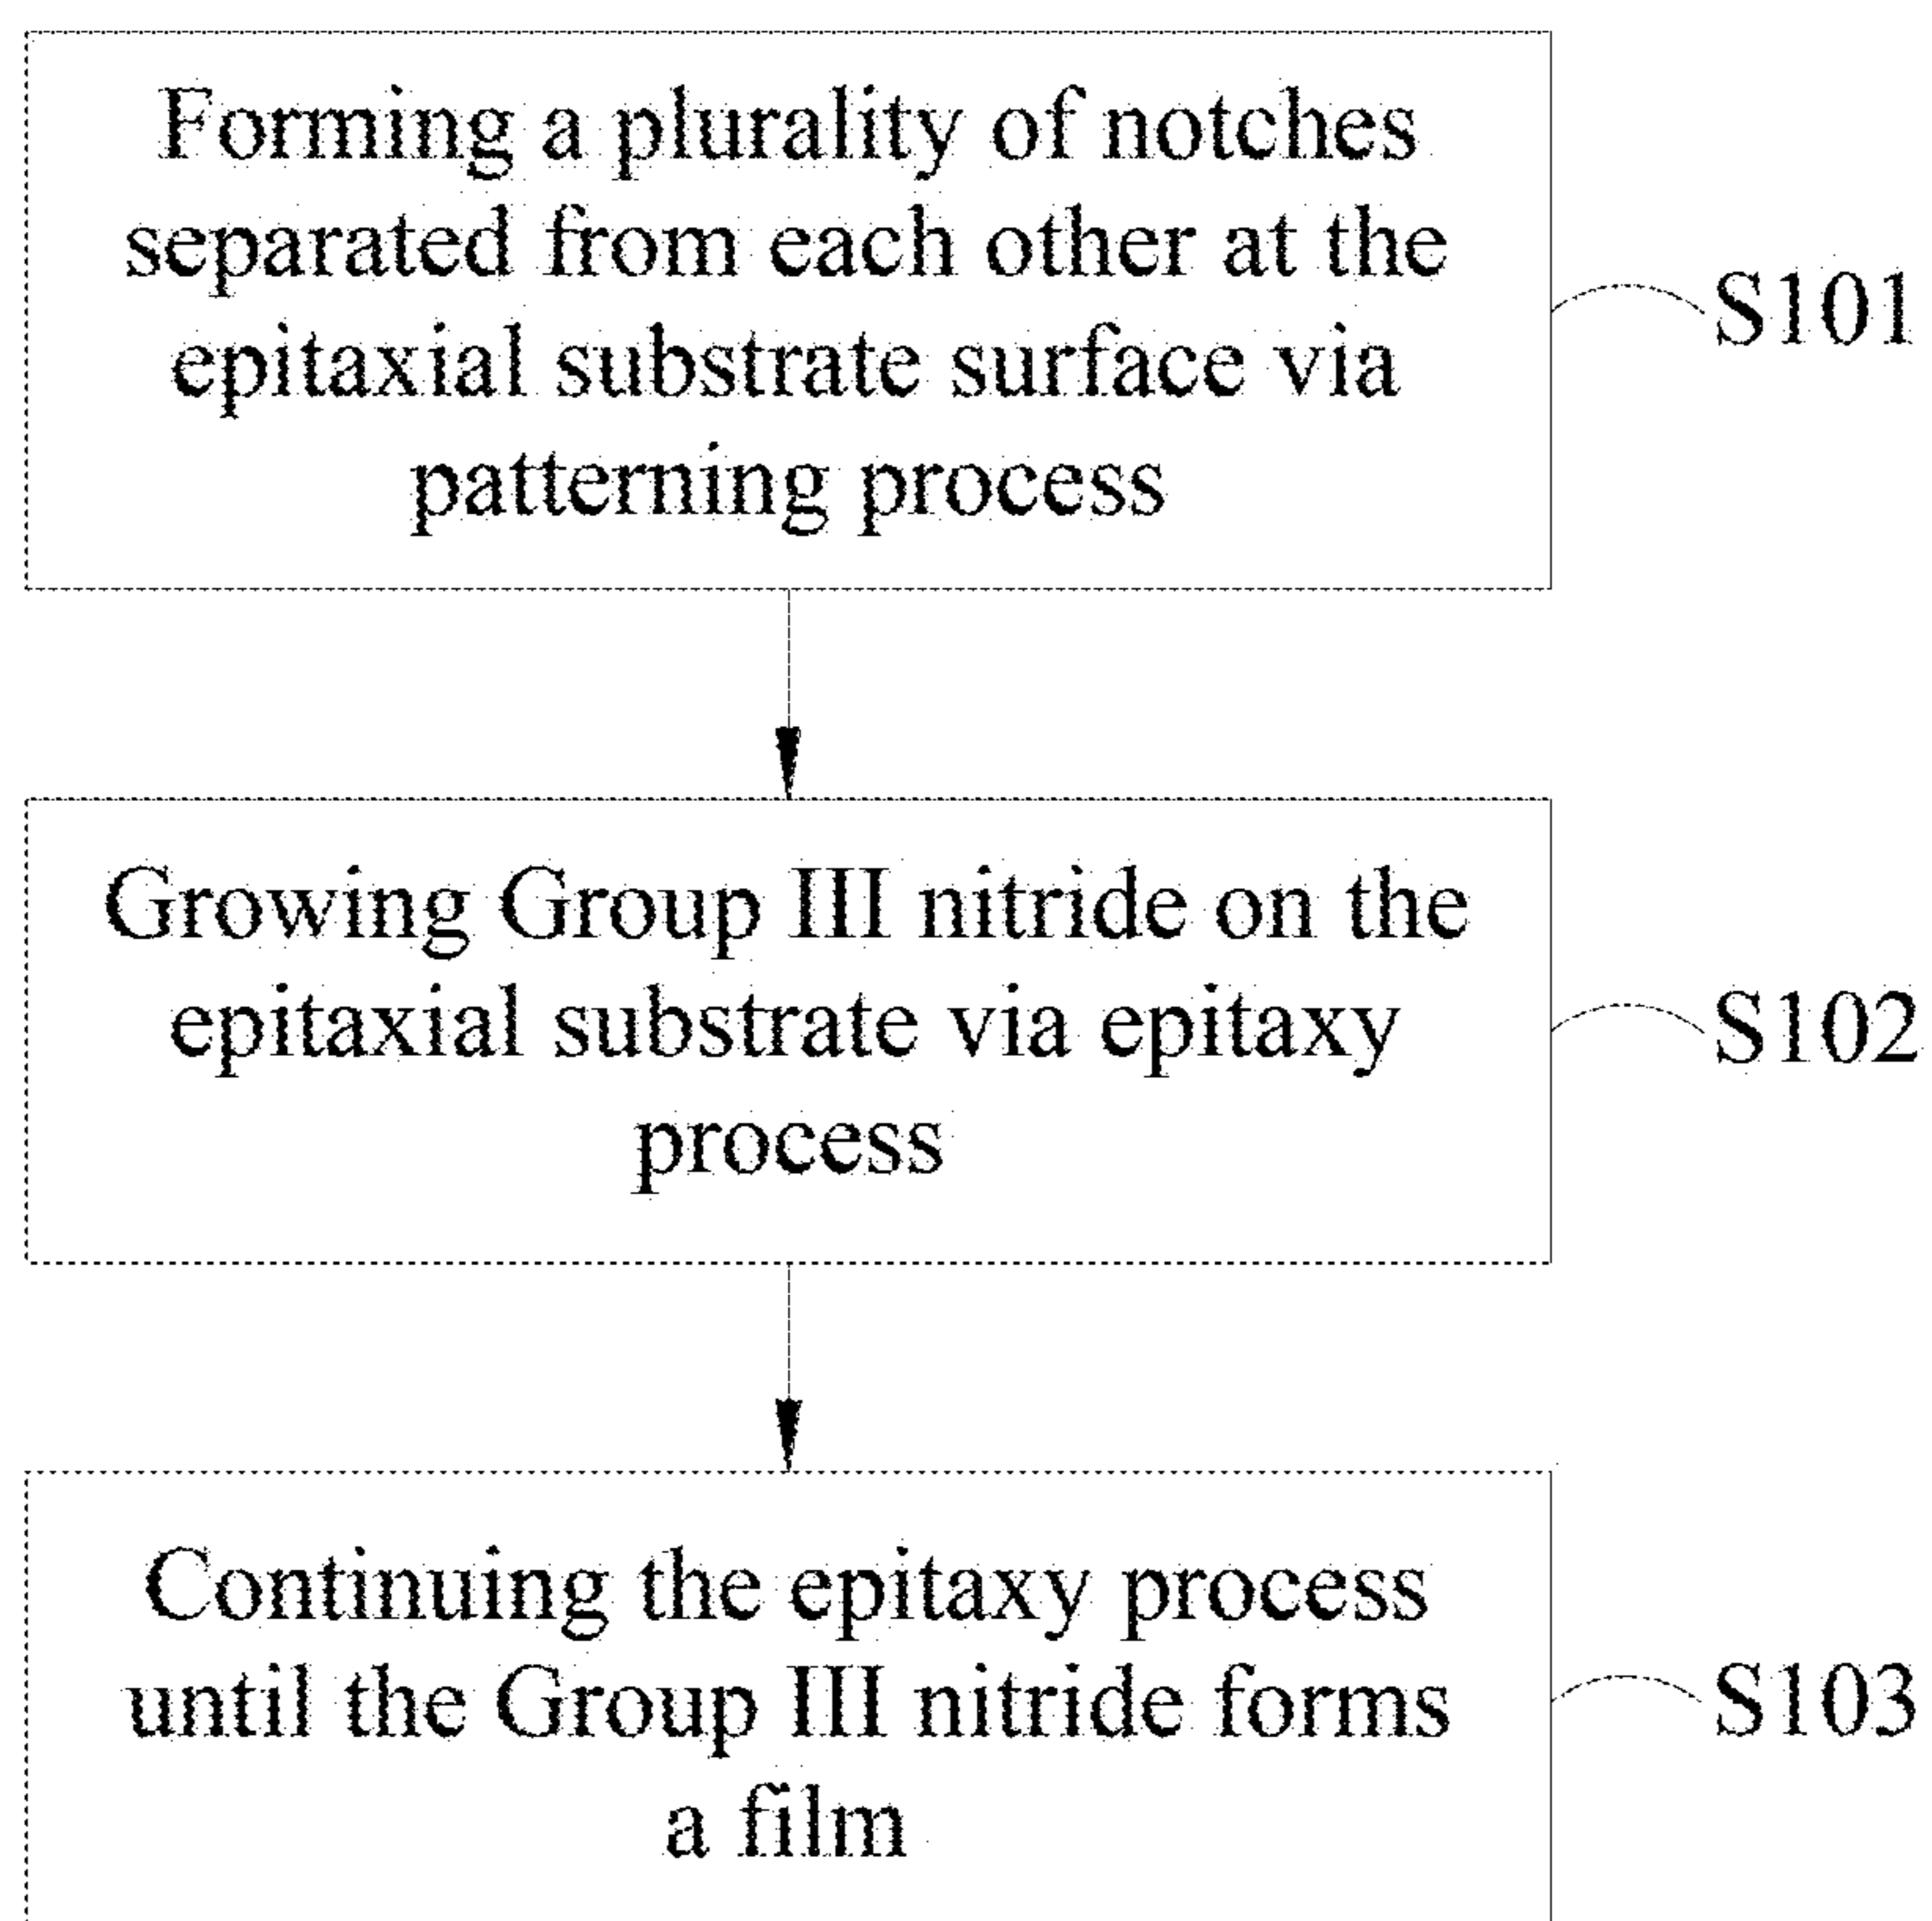 Forming a plurality of notches
separated from each other at the
epitaxial substrate surface via
patterning process
S101
Growing Group III nitride on the
epitaxial substrate via epitaxy
process
S102
Continuing the epitaxy process
until the Group III nitride forms
a film
S103